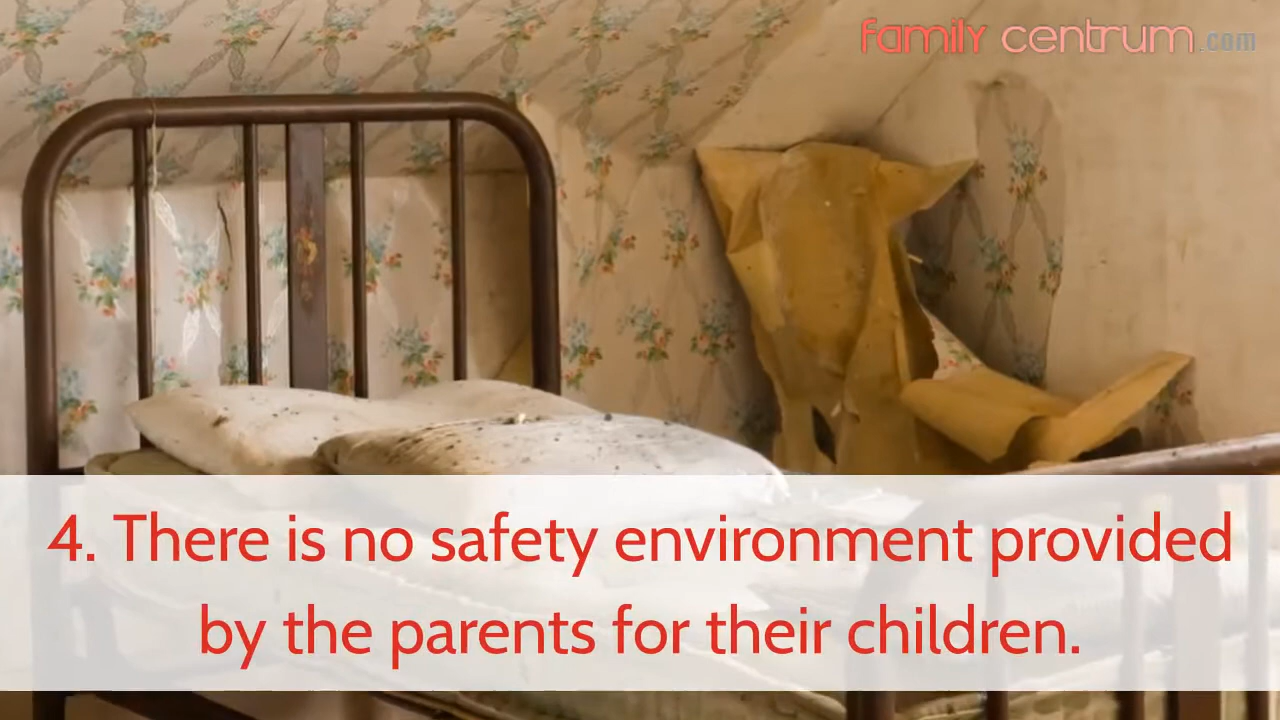 family centrum.com
4. There is no safety environment provided
by the parents for their children.